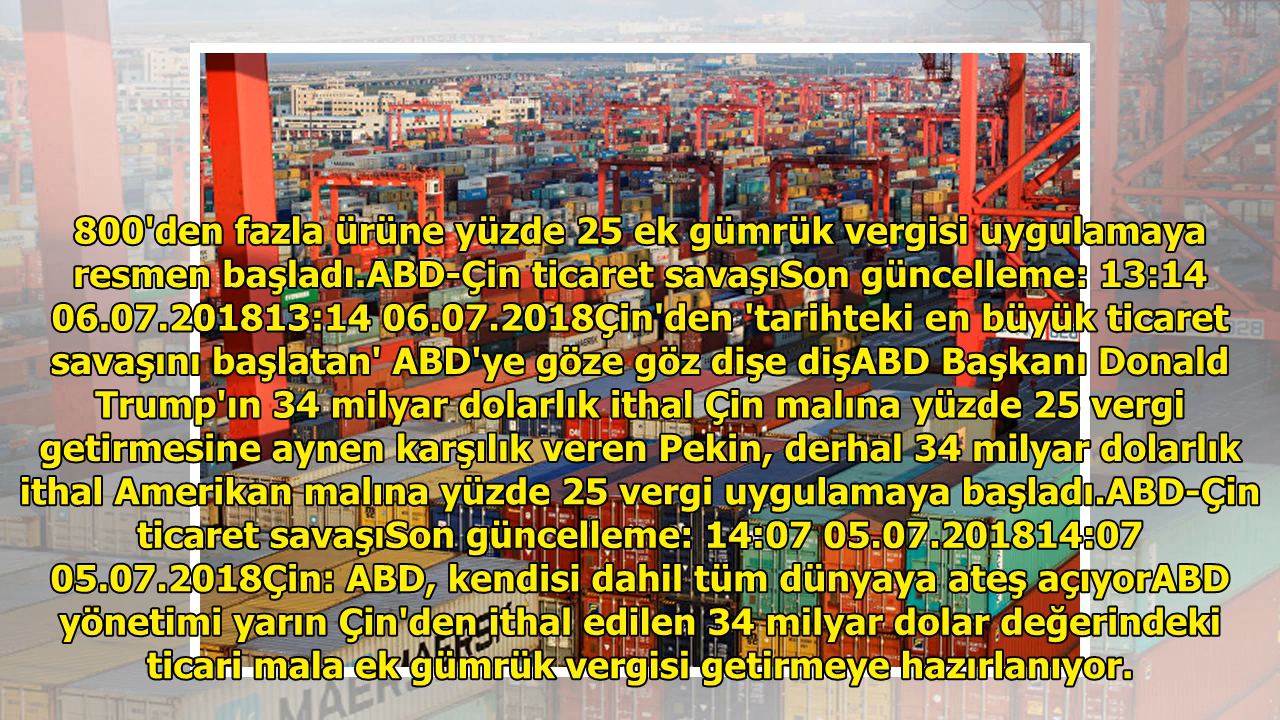 800'den fazla ürüne yüzde 25 ek gümrük vergisi uygulamaya
resmen başladı.ABD-Çin ticaret savaşıSon güncelleme: 13:14
06.07.201813:14 06.07.2018Çin'den 'tarihteki en büyük ticaret
savaşını başlatan' ABD'ye göze göz dişe dişABD Başkanı Donald
Trump'ın 34 milyar dolarlık ithal Çin malına yüzde 25 vergi
getirmesine aynen karşılık veren Pekin, derhal 34 milyar dolarlık
ithal Amerikan malına yüzde 25 vergi uygulamaya başladı.ABD-Çin
ticaret savaşıSon güncelleme: 14:07 05.07.201814:07
05.07.2018Çin: ABD, kendisi dahil tüm dünyaya ateş açıyorABD
yönetimi yarın Çin'den ithal edilen 34 milyar dolar değerindeki
ticari mala ek gümrük vergisi getirmeye hazırlanıyor.
MAERSK